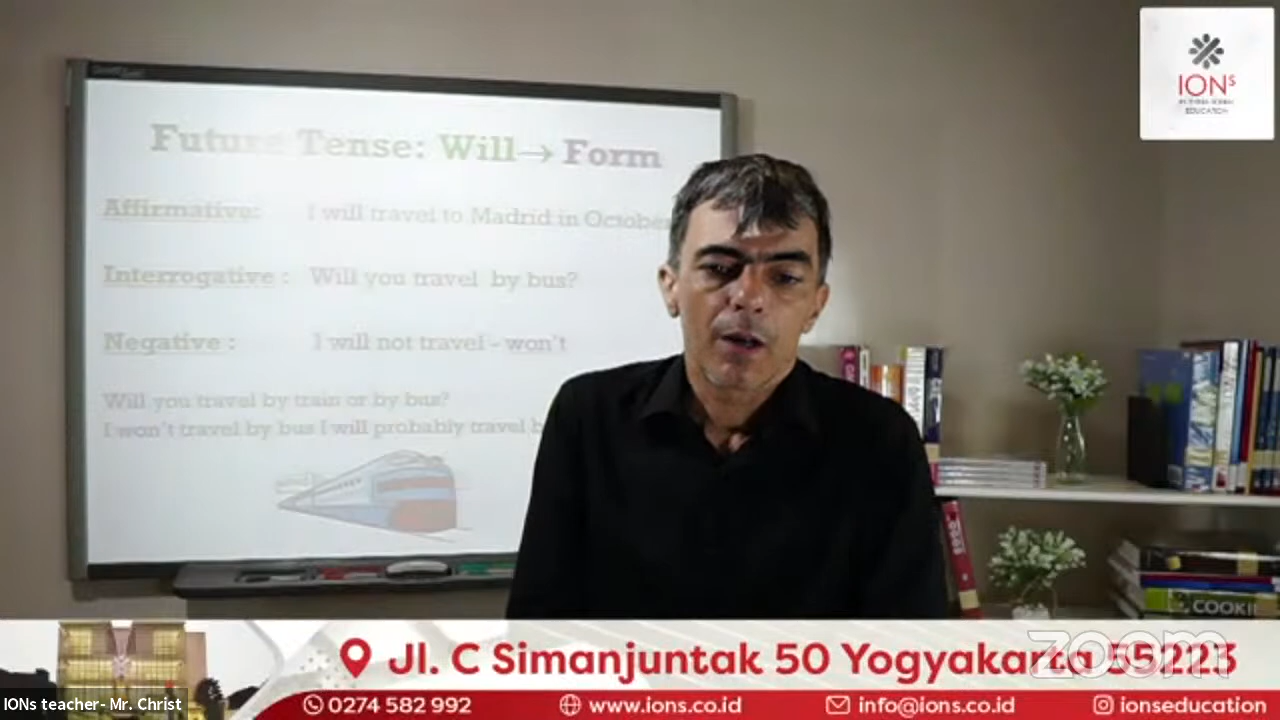 Future Tense: Will→ Form
Affirmative: I will travel to Madrid in October
Interrogative : Will you travel by bus?
Negative : I will not travel - won't
Will you travel by train or by bus?
I won't travel by bus I will probably travel b
IONs
EDUCATION
COOKI
Jl. C Simanjuntak 50 Yogyakarta 55223
zoom
IONs teacher- Mr. Christ
0274 582 992
www.ions.co.id
info@ions.co.id
ionseducation